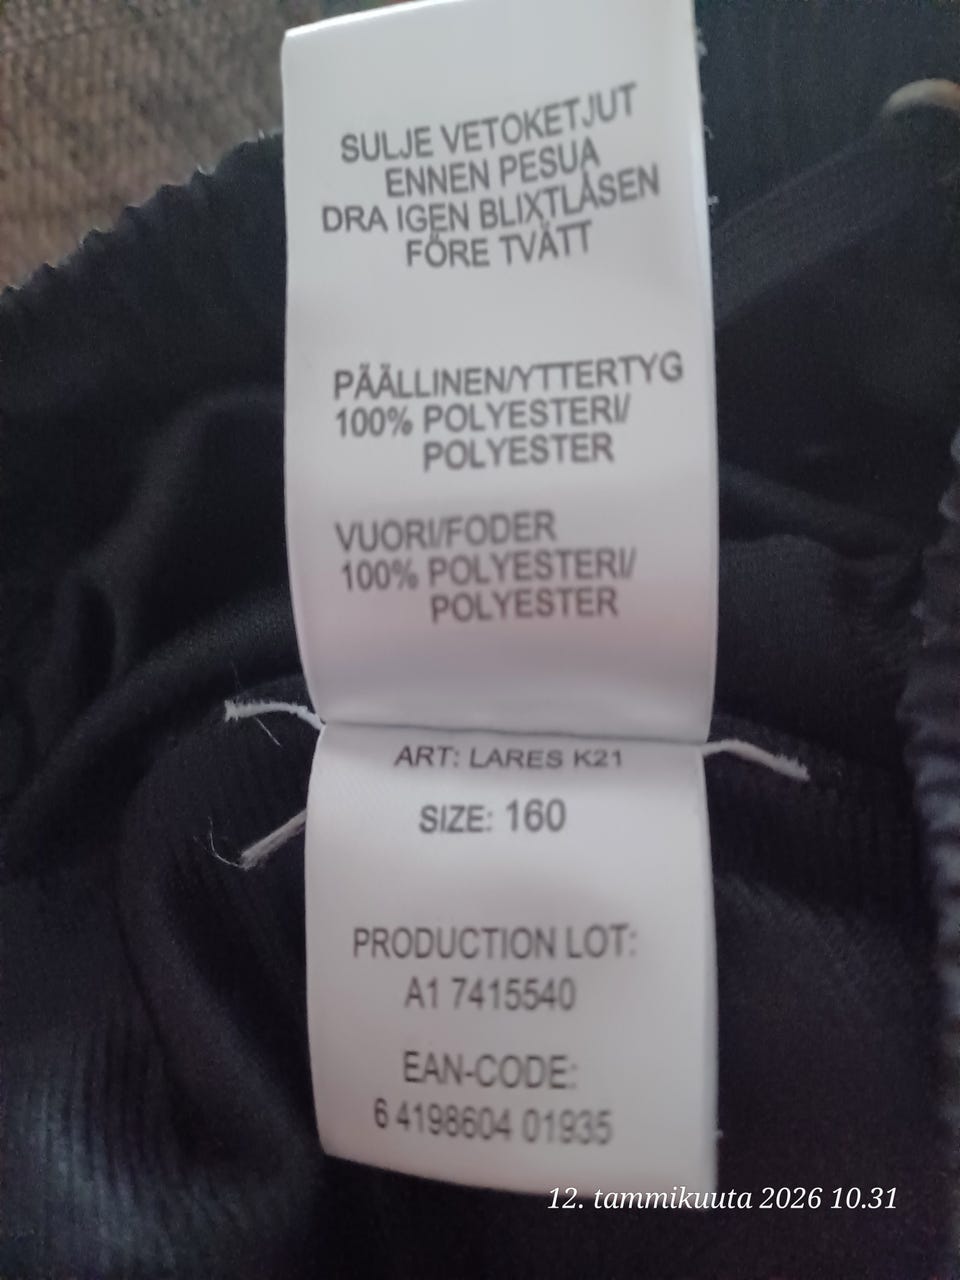 SULJE VETOKETJUT
ENNEN PESUA
DRA IGEN BLIXTLÅSEN
FÖRE TVÄTT
PÄÄLLINEN/YTTERTYG
100% POLYESTERI/
POLYESTER
VUORI/FODER
100% POLYESTERI/
POLYESTER
ART: LARES K21
SIZE: 160
PRODUCTION LOT:
A1 7415540
EAN-CODE:
6 4198604 01935
12. tammikuuta 2026 10.31